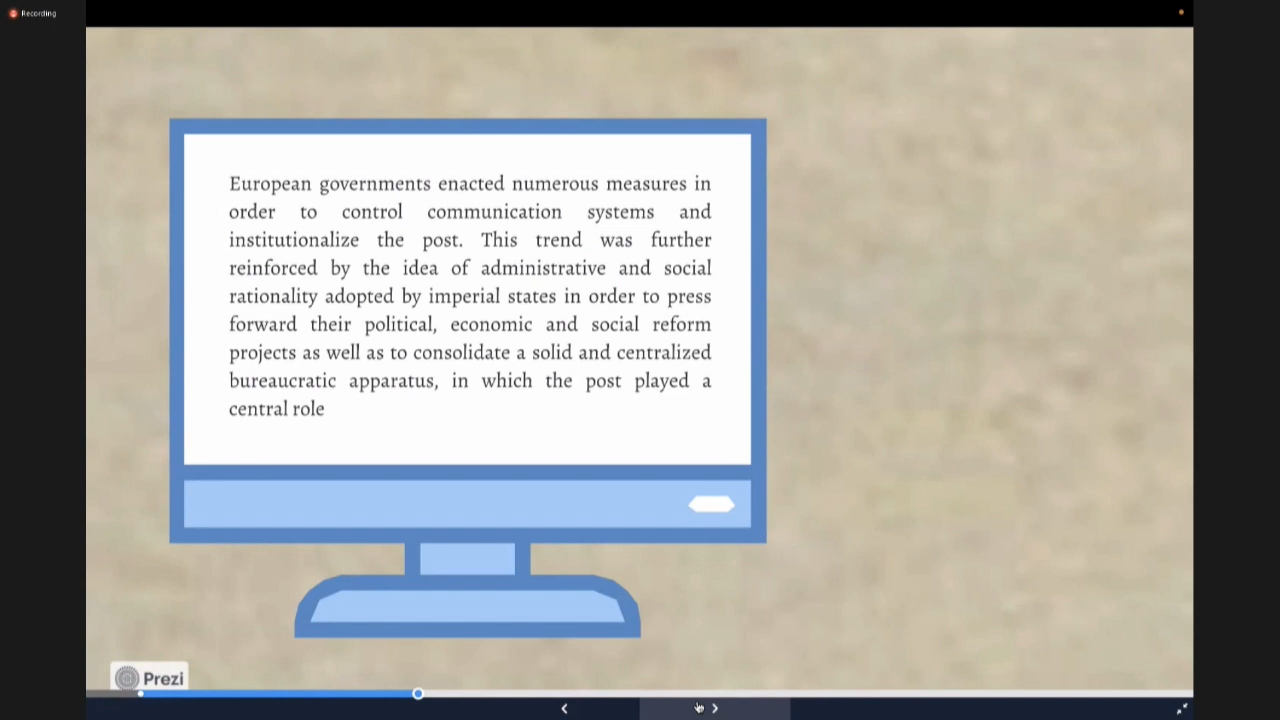 Recording
European governments enacted numerous measures in
order to control communication systems and
institutionalize the post. This trend was further
reinforced by the idea of administrative and social
rationality adopted by imperial states in order to press
forward their political, economic and social reform
projects as well as to consolidate a solid and centralized
bureaucratic apparatus, in which the post played a
central role
Prezi